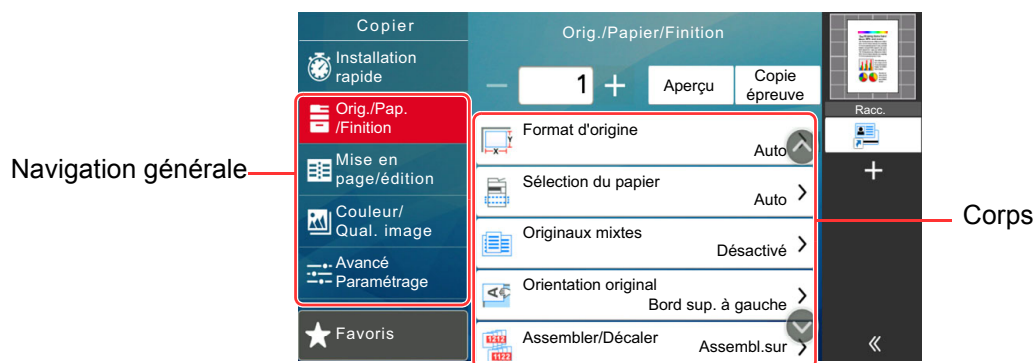 Copier
Installation
rapide
Orig./Pap.
/Finition
Mise en
page/édition
Couleur/
Qual. image
Avancé
Paramétrage
Favoris
Navigation générale
Orig./Papier/Finition
1
Aperçu
Copie
épreuve
Format d'origine
Auto
Sélection du papier
Auto
Originaux mixtes
Désactivé
Orientation original
Bord sup. à gauche
Assembler/Décaler
Assembl.sur
1212
1122
X
Y
A
Racc.
Corps